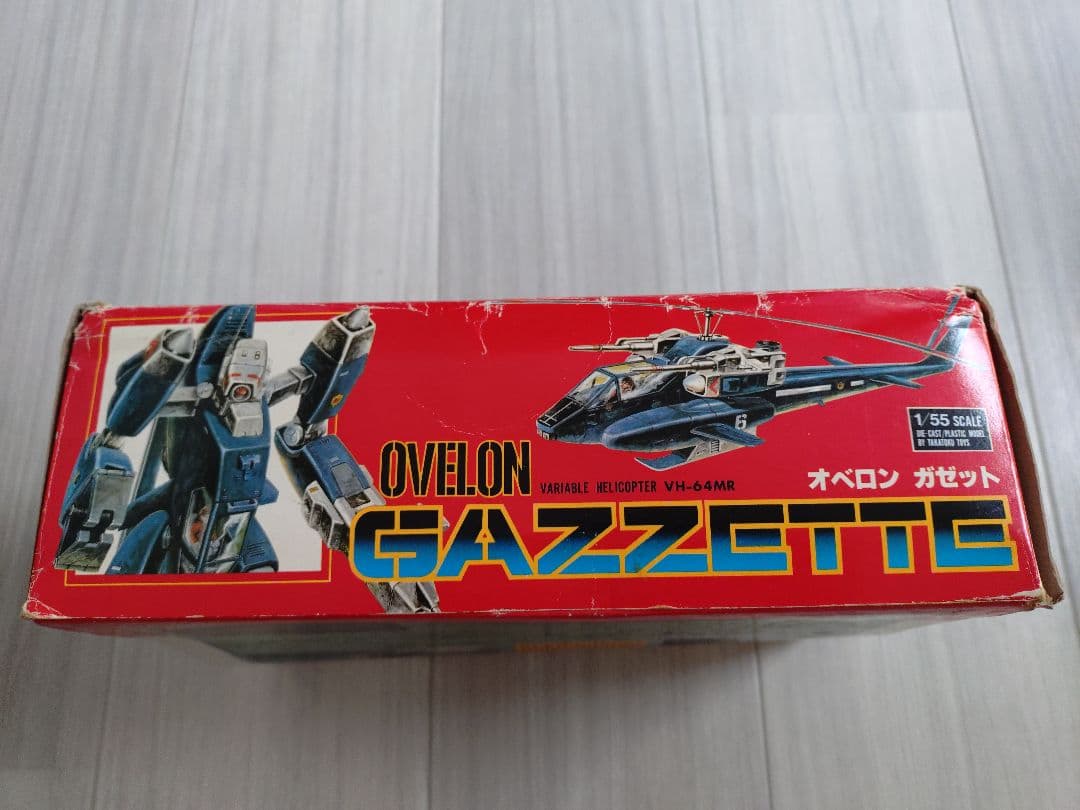 OVELON
VARIABLE HELICOPTER VH-64MR
GAZZETTE
オベロン ガゼット
1/55 SCALE
DIE-CAST/PLASTIC MODEL
BY TAKATOKU TOYS
6